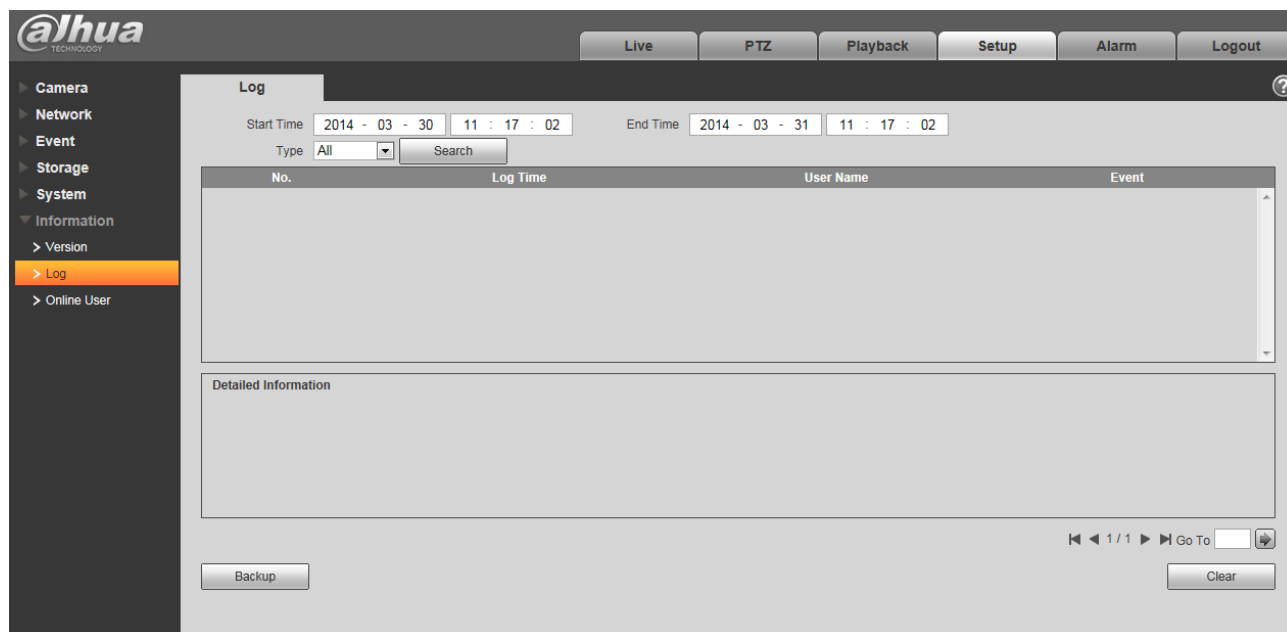 alhua
TECHNOLOGY
Live PTZ Playback Setup Alarm Logout
Camera
Network
Event
Storage
System
Information
> Version
> Log
> Online User
Log
?
Start Time 2014 - 03 - 30 11 : 17 : 02 End Time 2014 - 03 - 31 11 : 17 : 02
Type All Search
No. Log Time User Name Event
Detailed Information
1 / 1 Go To
Backup Clear